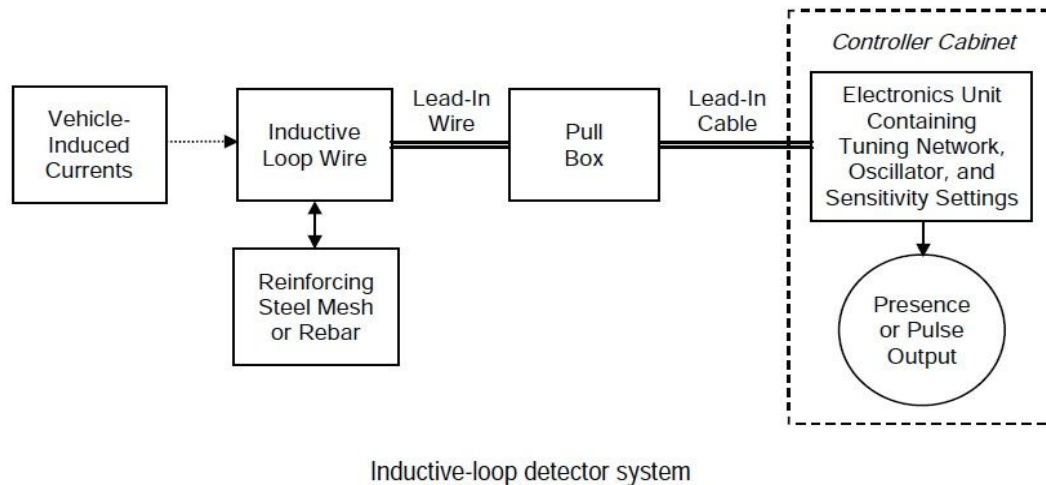 Controller Cabinet
Vehicle-
Induced
Currents
Inductive
Loop Wire
Lead-In
Wire
Pull
Box
Lead-In
Cable
Electronics Unit
Containing
Tuning Network,
Oscillator, and
Sensitivity Settings
Reinforcing
Steel Mesh
or Rebar
Presence
or Pulse
Output
Inductive-loop detector system